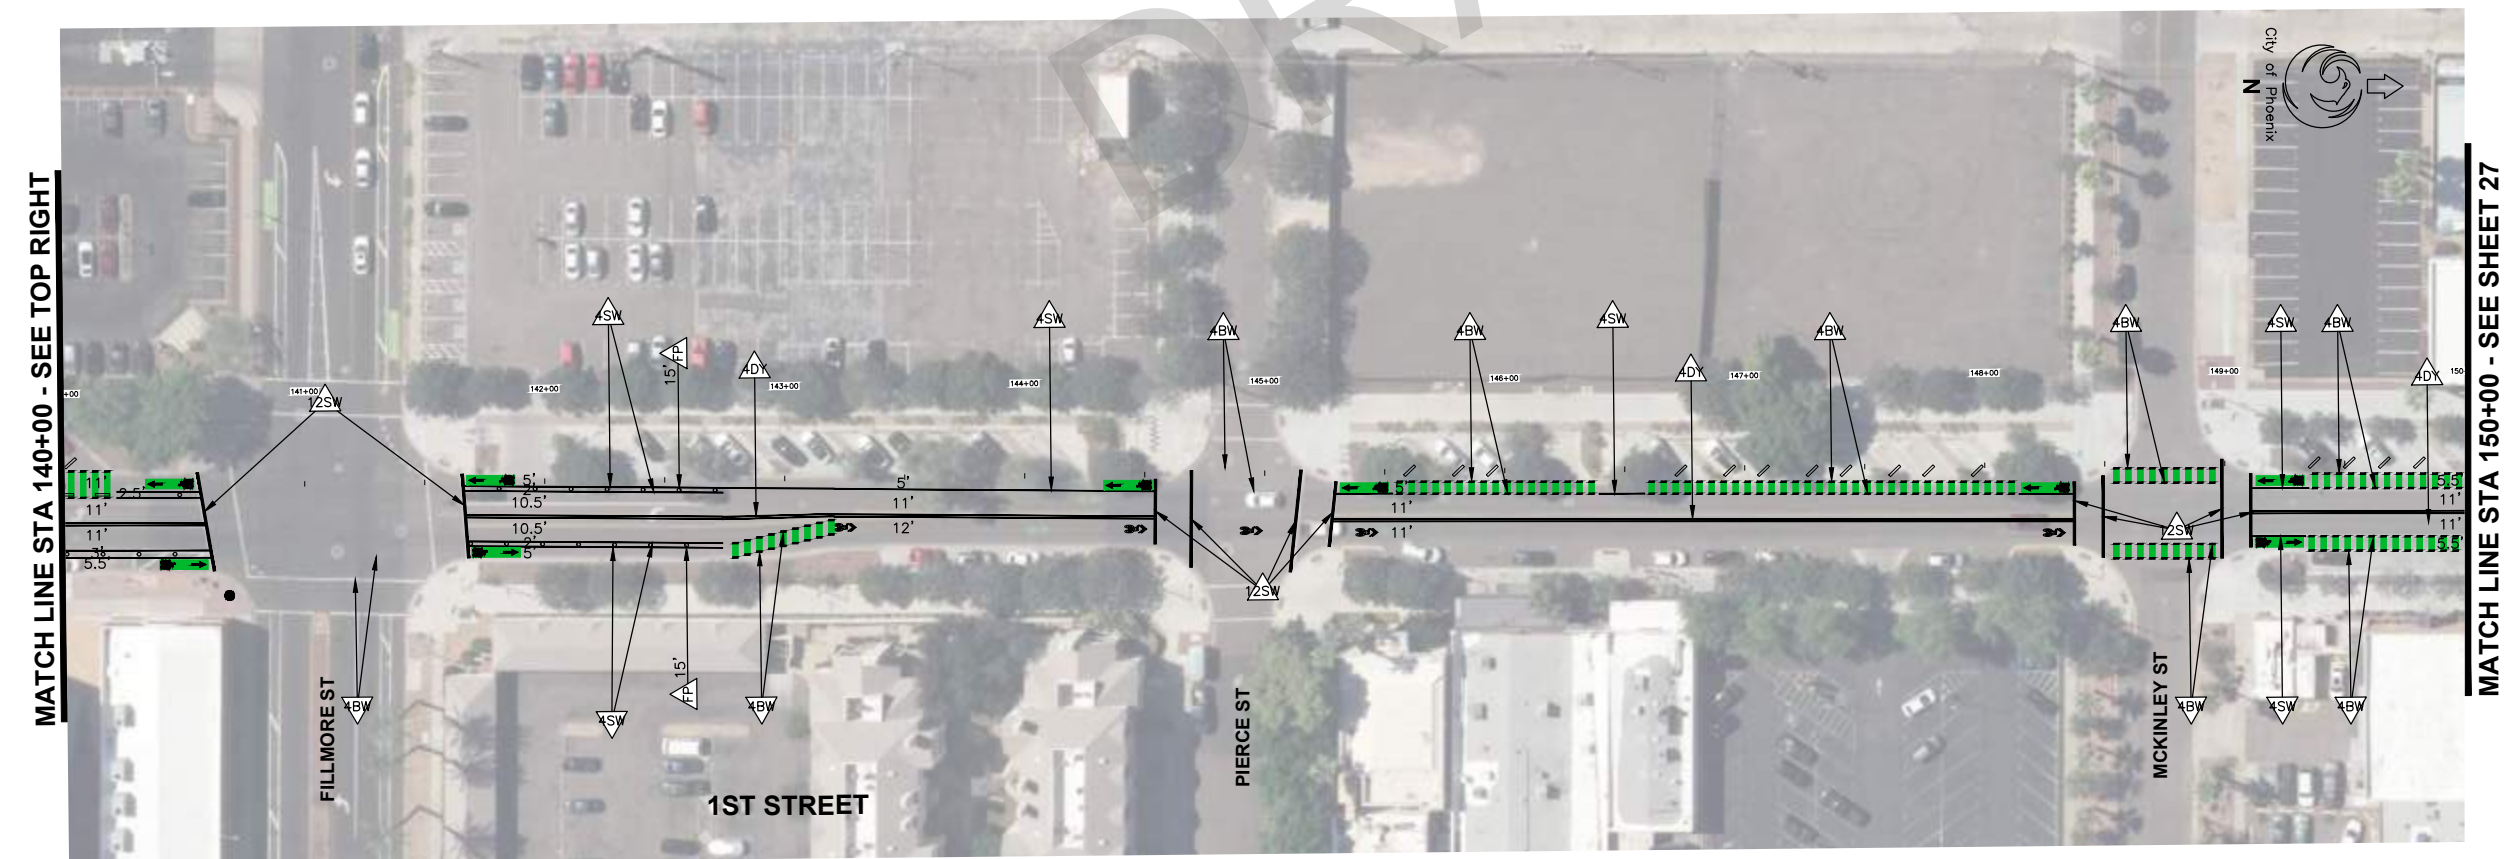 DRA
City of Phoenix
N
MATCH LINE STA 140+00 - SEE TOP RIGHT
MATCH LINE STA 150+00 - SEE SHEET 27
4SW
FP
15'
4DY
4SW
4BW
4BW
4SW
4DY
4BW
4BW
4SW
4BW
4DY
+00
141+00
142+00
143+00
144+00
145+00
146+00
147+00
148+00
149+00
150
12SW
11'
2.5'
11'
11'
3'
5.5'
5'
2'
10.5'
10.5'
2'
5'
5'
11'
12'
5'
11'
11'
5.5'
11'
11'
5.5'
12SW
2SW
4BW
4SW
15'
FP
4BW
4BW
4SW
4BW
FILLMORE ST
PIERCE ST
MCKINLEY ST
1ST STREET